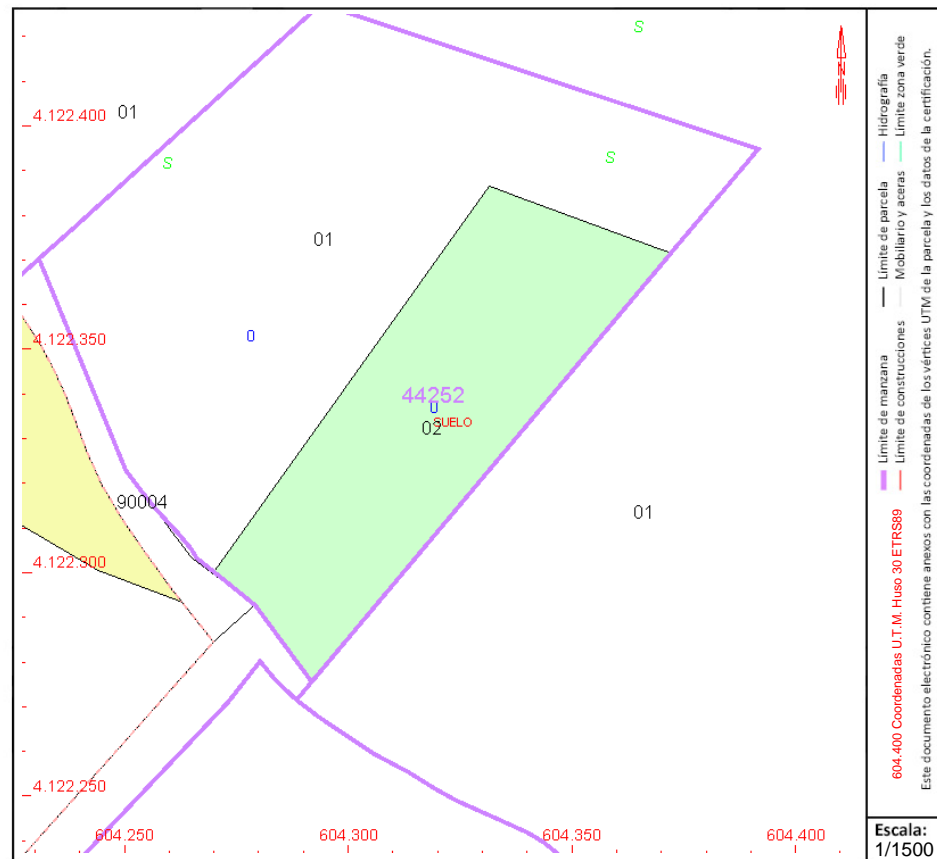 S
4.122.400
01
S
S
N
01
4.122.350
0
44252
0
02
SUELO
90004
01
4.122.300
4.122.250
604.250
604.300
604.350
604.400
Límite de manzana
Límite de parcela
Hidrografía
Límite de construcciones
Mobiliario y aceras
Límite zona verde
604.400 Coordenadas U.T.M. Huso 30 ETRS89
Este documento electrónico contiene anexos con las coordenadas de los vértices UTM de la parcela y los datos de la certificación.
Escala:
1/1500